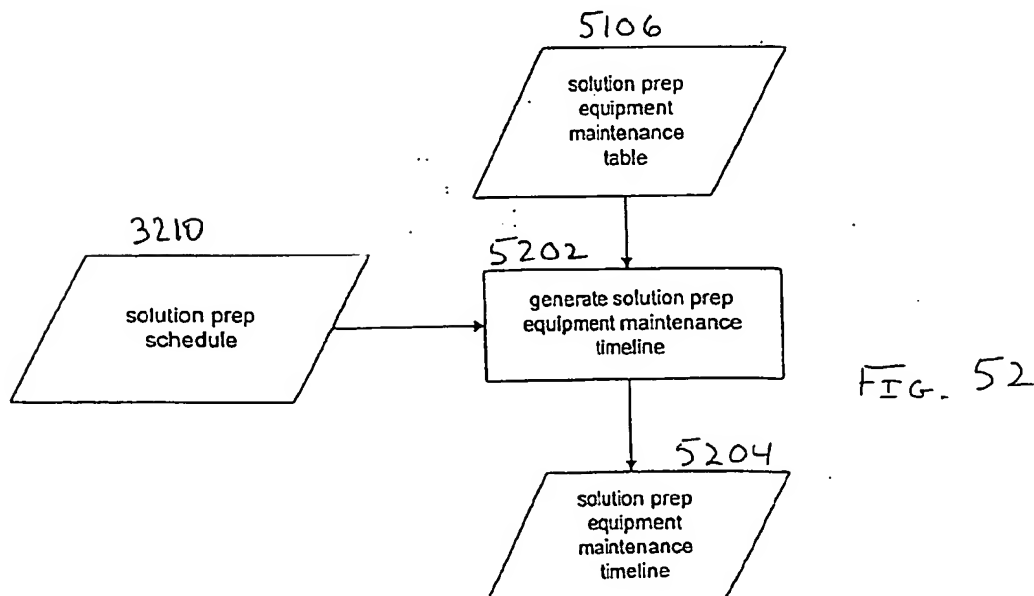 5106
solution prep
equipment
maintenance
table
3210
solution prep
schedule
5202
generate solution prep
equipment maintenance
timeline
FIG. 52
5204
solution prep
equipment
maintenance
timeline